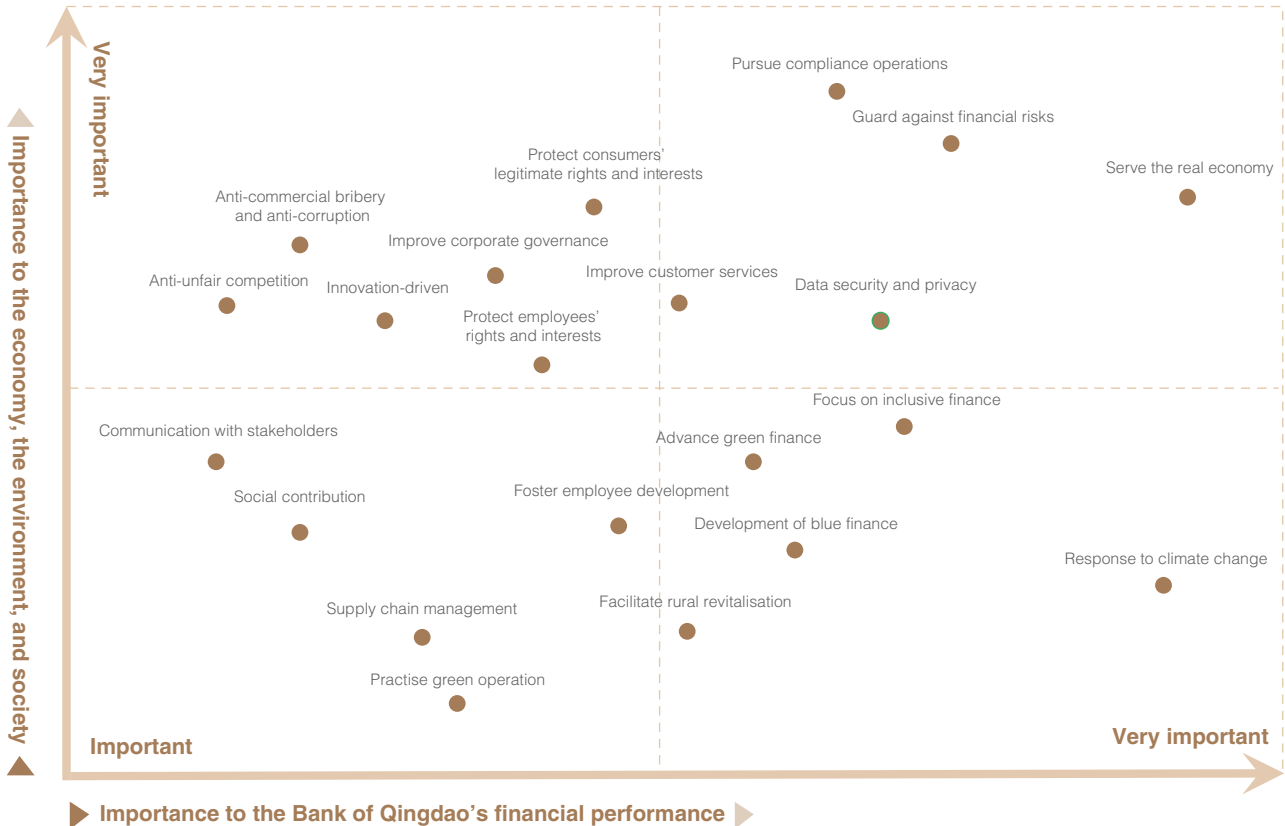 Very important
Importance to the economy, the environment, and society
Pursue compliance operations
Guard against financial risks
Protect consumers’
legitimate rights and interests
Serve the real economy
Anti-commercial bribery
and anti-corruption
Improve corporate governance
Improve customer services
Anti-unfair competition
Innovation-driven
Data security and privacy
Protect employees’
rights and interests
Focus on inclusive finance
Communication with stakeholders
Advance green finance
Social contribution
Foster employee development
Development of blue finance
Response to climate change
Supply chain management
Facilitate rural revitalisation
Practise green operation
Important
Very important
Importance to the Bank of Qingdao’s financial performance